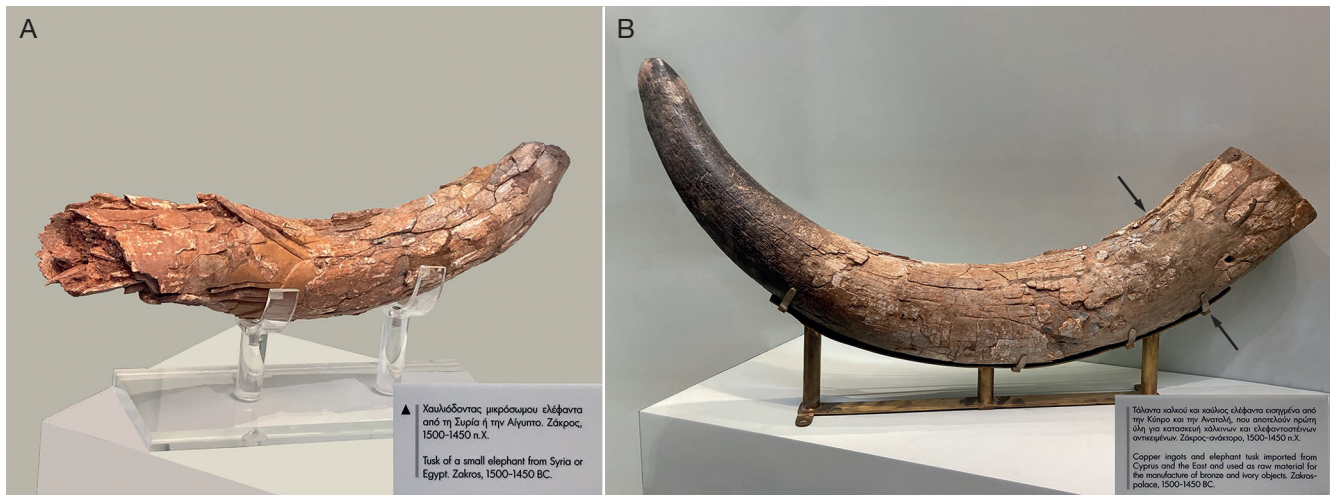 A
B
▲ Χαυλιόδοντας μικρόσωμου ελέφαντα
από τη Συρία ή την Αίγυπτο. Ζάκρος,
1500-1450 π.Χ.
Tusk of a small elephant from Syria or
Egypt. Zakros, 1500-1450 BC.
Τάλαντα χαλκού και χαύλιος ελέφαντα εισηγμένα από
την Κύπρο και την Ανατολή, που αποτελούν πρώτη
ύλη για κατασκευή χάλκινων και ελεφαντοστέινων
αντικειμένων. Ζάκρος-ανάκτορο, 1500-1450 π.Χ.
Copper ingots and elephant tusk imported from
Cyprus and the East and used as raw material for
the manufacture of bronze and ivory objects. Zakros-
palace, 1500-1450 BC.